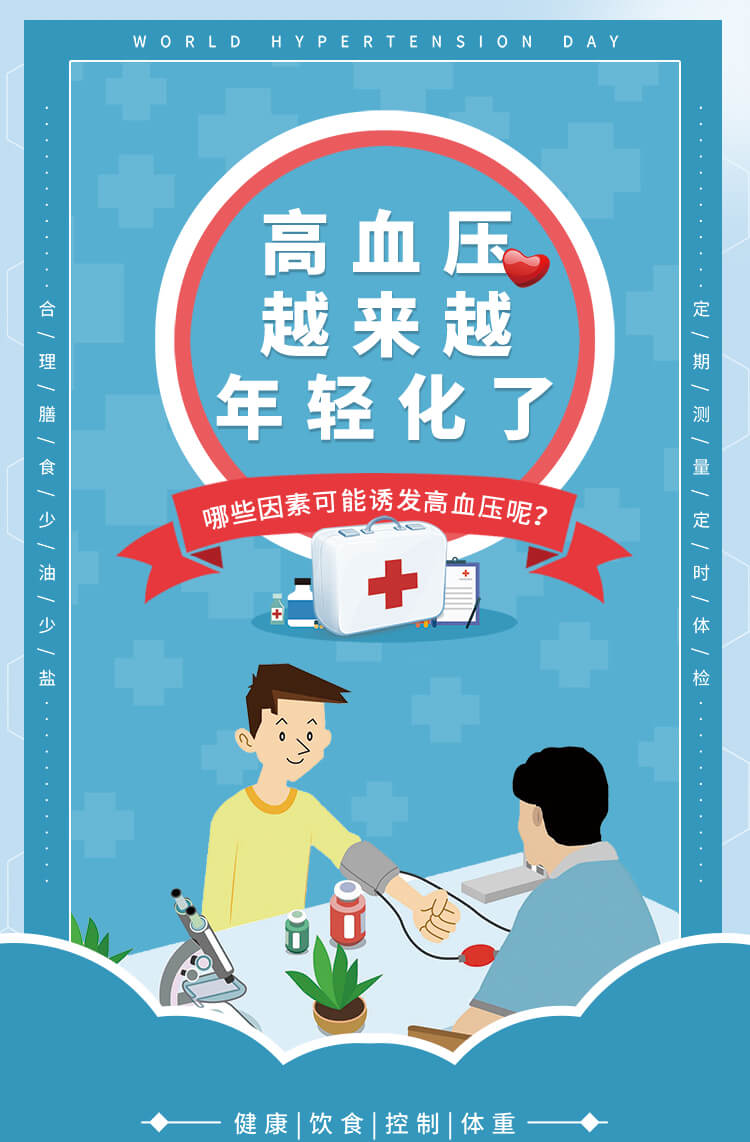 WORLD HYPERTENSION DAY
高血压
越来越
年轻化了
哪些因素可能诱发高血压呢?
合/理/膳/食/少/油/少/盐
定/期/测/量/定/时/体/检
健康|饮食|控制|体重